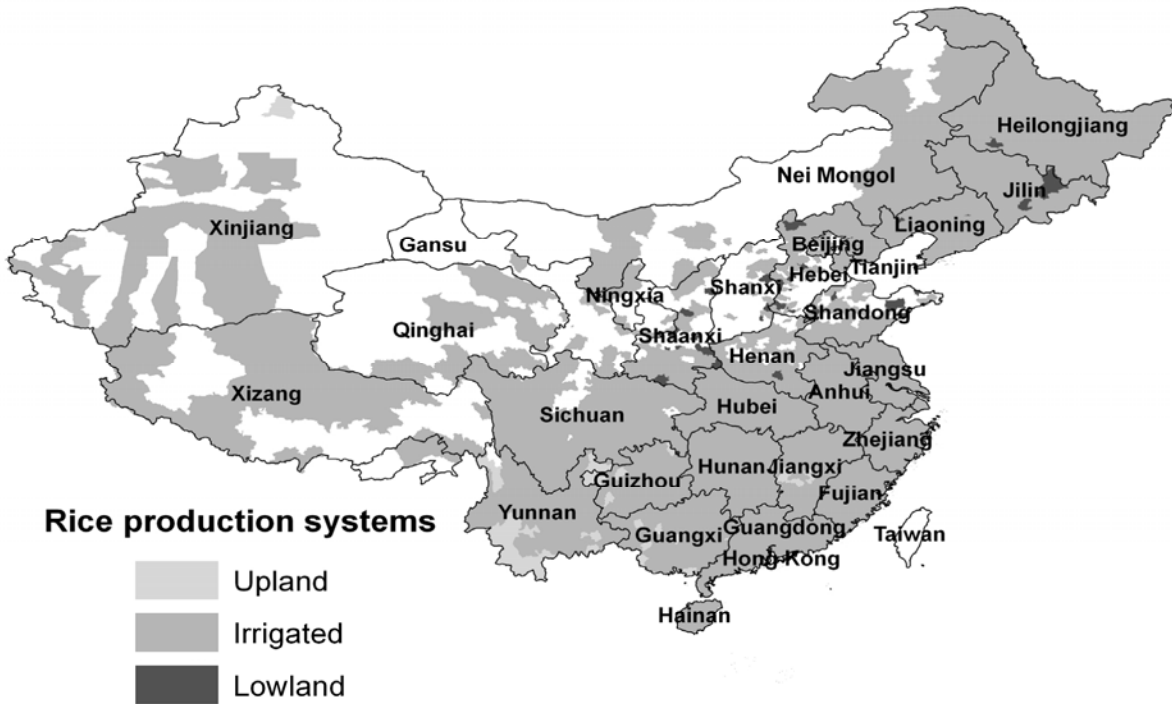 Heilongjiang
Nei Mongol
Jilin
Xinjiang
Liaoning
Gansu
Beijing
Hebei
Tianjin
Ningxia
Shanxi
Shandong
Qinghai
Shaanxi
Henan
Jiangsu
Xizang
Anhui
Sichuan
Hubei
Zhejiang
Hunan
Jiangxi
Guizhou
Fujian
Yunnan
Rice production systems
Guangxi
Guangdong
Taiwan
Hong Kong
Upland
Hainan
Irrigated
Lowland